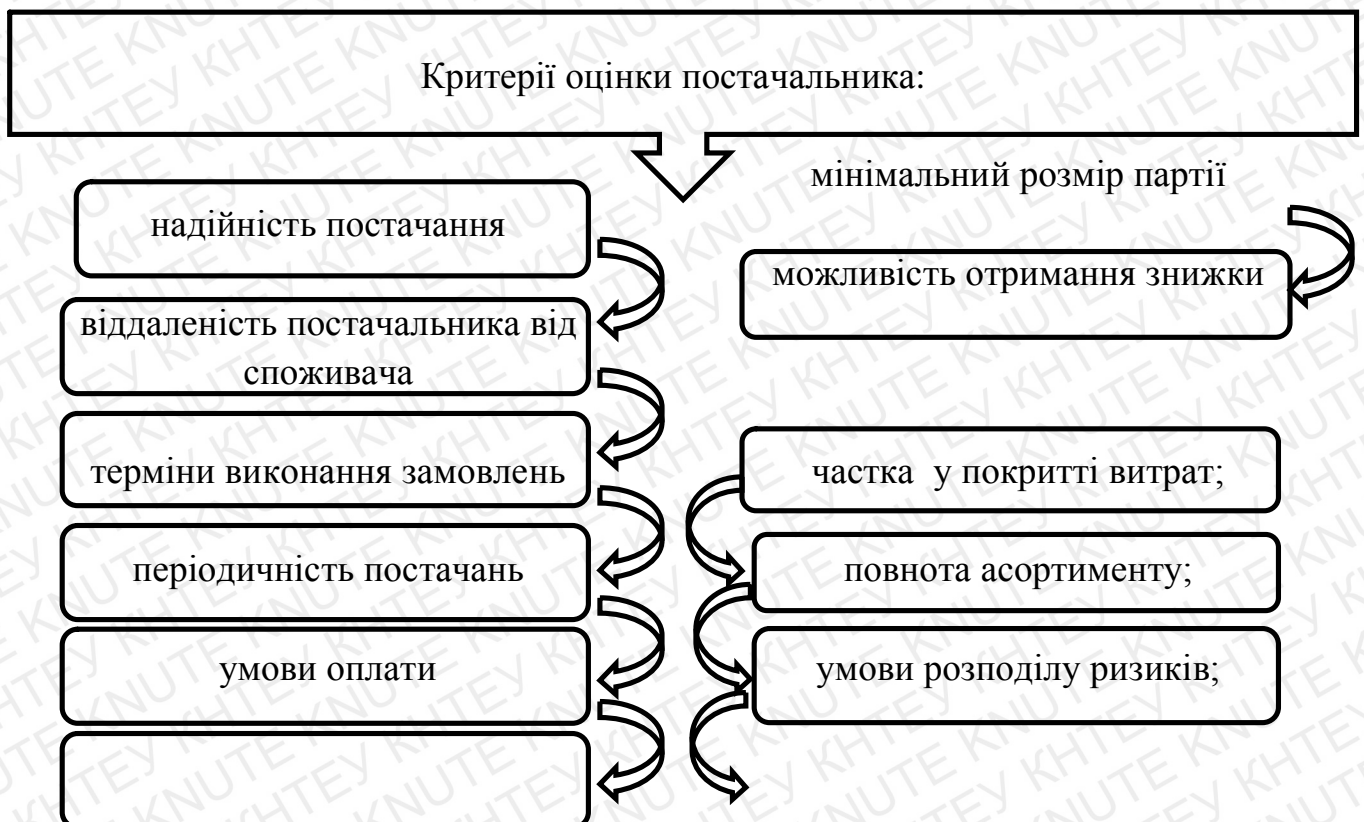 Критерії оцінки постачальника:
надійність постачання
віддаленість постачальника від
споживача
терміни виконання замовлень
періодичність постачань
умови оплати
мінімальний розмір партії
можливість отримання знижки
частка у покритті витрат;
повнота асортименту;
умови розподілу ризиків;